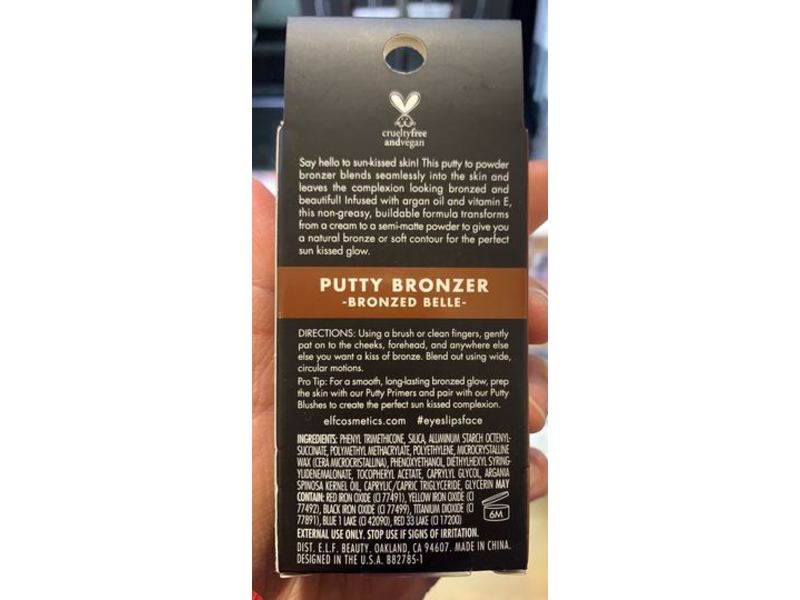 crueltyfree
andvegan
Say hello to sun-kissed skin! This putty to powder
bronzer blends seamlessly into the skin and
leaves the complexion looking bronzed and
beautiful! Infused with argan oil and vitamin E,
this non-greasy, buildable formula transforms
from a cream to a semi-matte powder to give you
a natural bronze or soft contour for the perfect
sun kissed glow.
PUTTY BRONZER
-BRONZED BELLE-
DIRECTIONS: Using a brush or clean fingers, gently
pat on to the cheeks, forehead, and anywhere else
else you want a kiss of bronze. Blend out using wide,
circular motions.
Pro Tip: For a smooth, long-lasting bronzed glow, prep
the skin with our Putty Primers and pair with our Putty
Blushes to create the perfect sun kissed complexion.
elfcosmetics.com #eyeslipsface
INGREDIENTS: PHENYL TRIMETHICONE, SILICA, ALUMINUM STARCH OCTENYL-
SUCCINATE, POLYMETHYL METHACRYLATE, POLYETHYLENE, MICROCRYSTALLINE
WAX (CERA MICROCRISTALLINA), PHENOXYETHANOL, DIETHYLHEXYL SYRING-
YLIDENEMALONATE, TOCOPHERYL ACETATE, CAPRYLYL GLYCOL, ARGANIA
SPINOSA KERNEL OIL, CAPRYLIC/CAPRIC TRIGLYCERIDE, GLYCERIN MAY
CONTAIN: RED IRON OXIDE (CI 77491), YELLOW IRON OXIDE (CI
77492), BLACK IRON OXIDE (CI 77499), TITANIUM DIOXIDE (CI
77891), BLUE 1 LAKE (CI 42090), RED 33 LAKE (CI 17200)
6M
EXTERNAL USE ONLY. STOP USE IF SIGNS OF IRRITATION.
DIST. E.L.F. BEAUTY. OAKLAND, CA 94607. MADE IN CHINA.
DESIGNED IN THE U.S.A. B82785-1